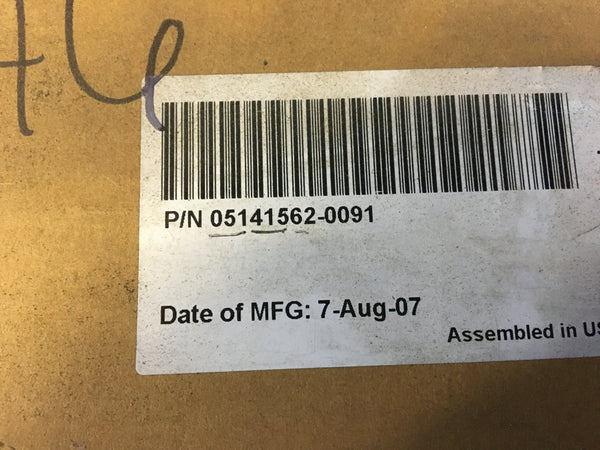 P/N 05141562-0091
Date of MFG: 7-Aug-07
Assembled in US